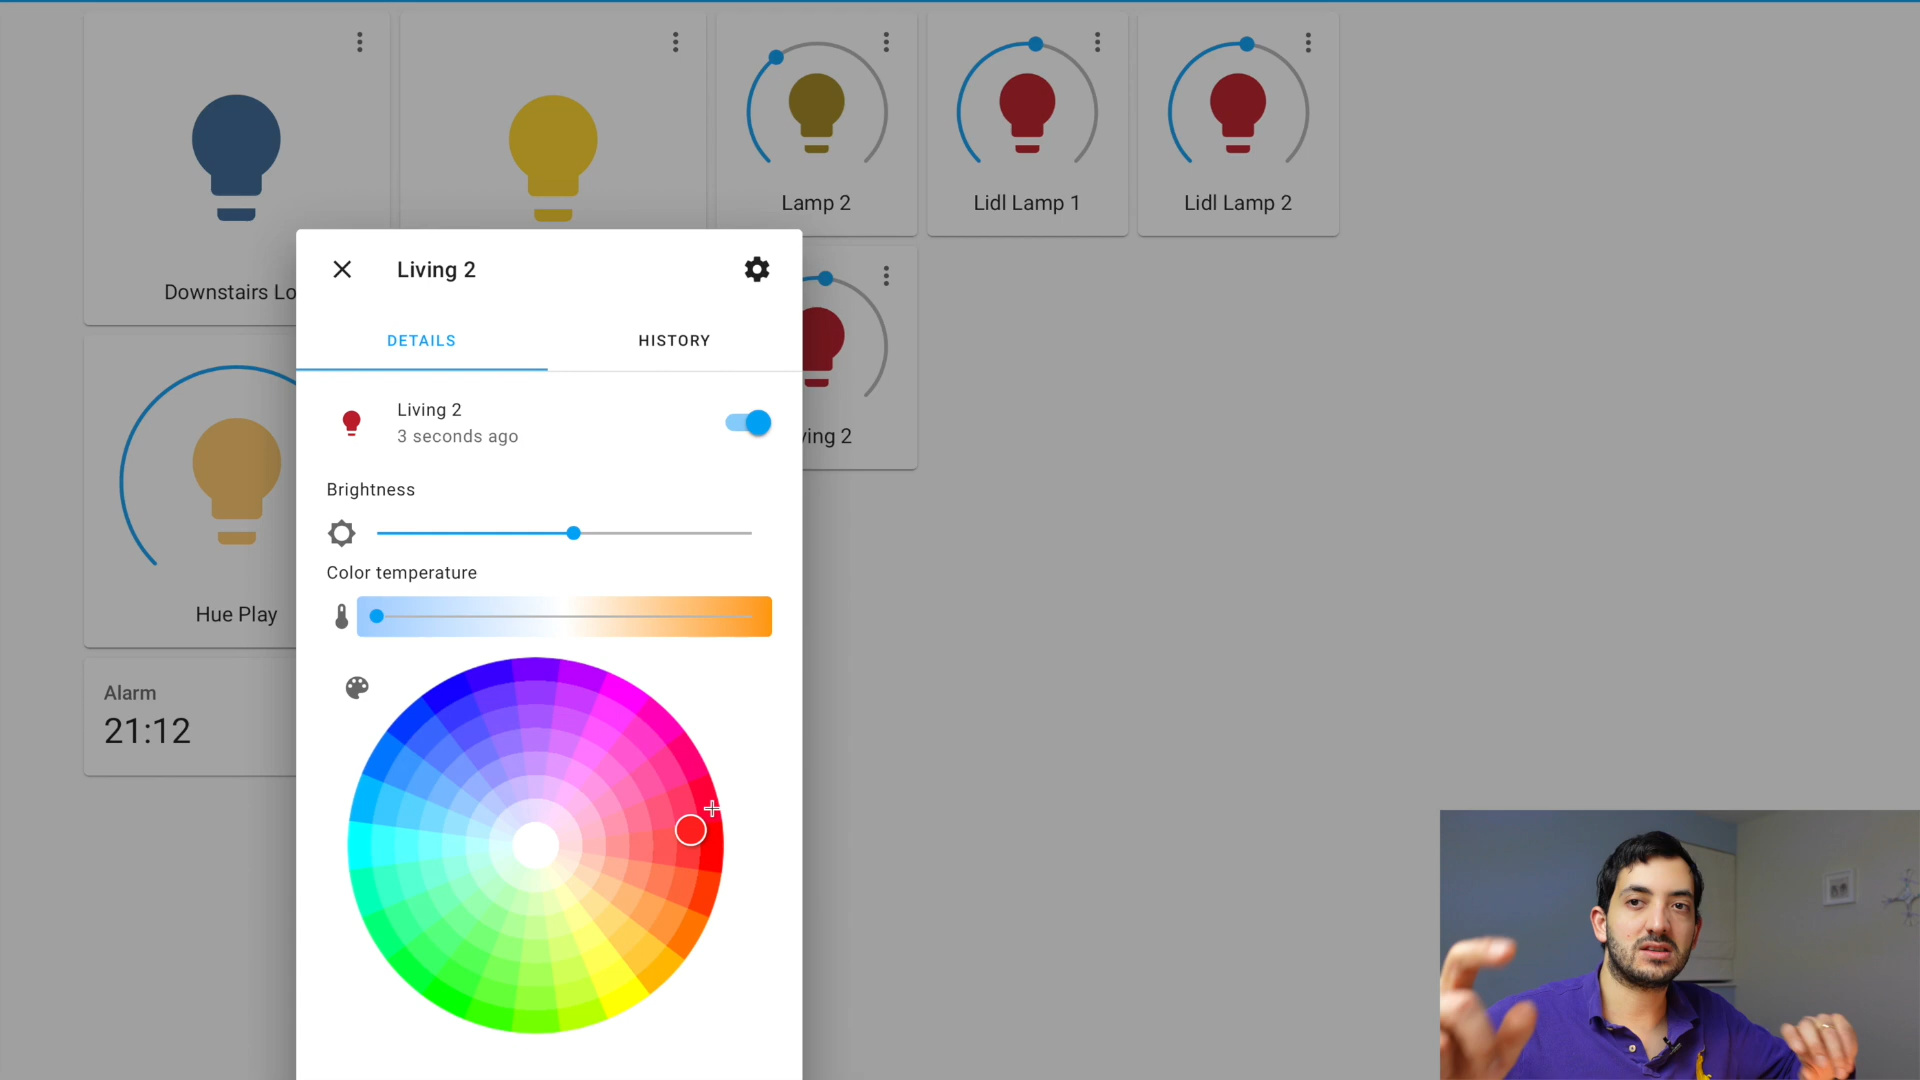 Lamp 2
Lidl Lamp 1
Lidl Lamp 2
Downstairs Lo
Living 2
DETAILS
HISTORY
Living 2
3 seconds ago
ving 2
Brightness
Color temperature
Hue Play
Alarm
21:12